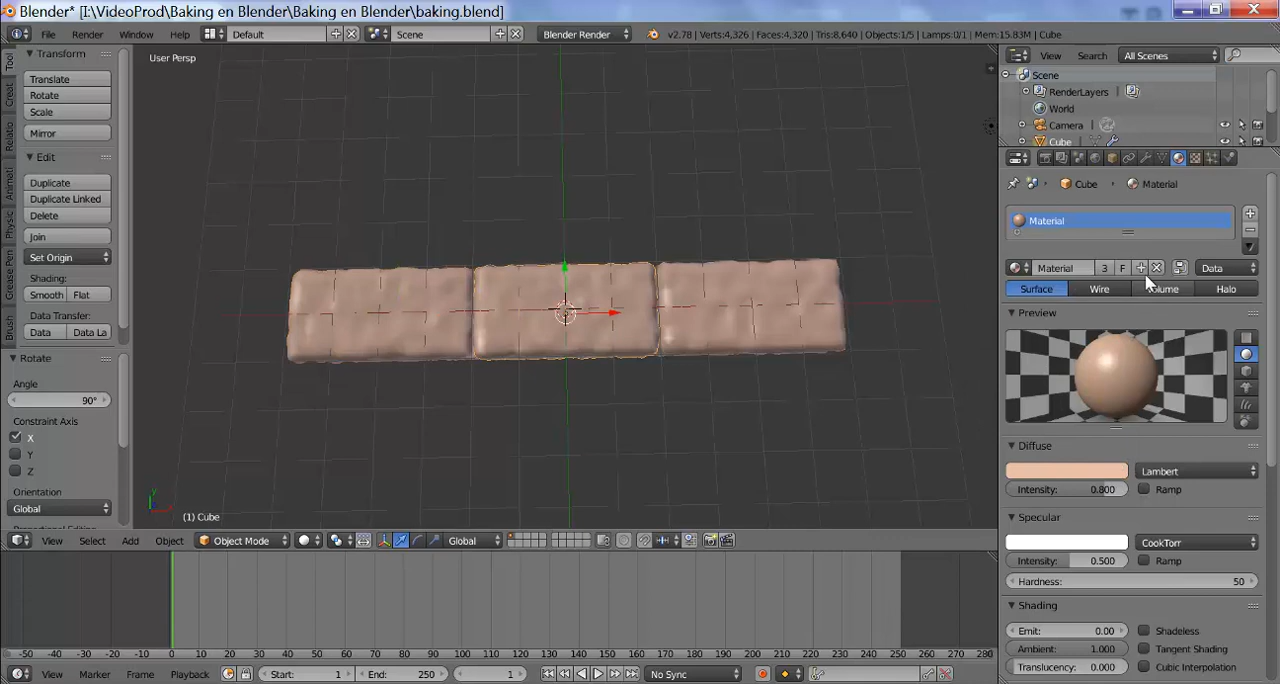 Blender* [I:\VideoProd\Baking en Blender\Baking en Blender\baking.blend]
File Render Window Help Default Scene Blender Render v2.78 | Verts:4,326 | Faces:4,320 | Tris:8,640 | Objects:1/5 | Lamps:0/1 | Mem:15.83M | Cube
Tool
Creat
Relatio
Animati
Physic
Grease Pen
Brush
Transform
Translate
Rotate
Scale
Mirror
Edit
Duplicate
Duplicate Linked
Delete
Join
Set Origin
Shading:
Smooth Flat
Data Transfer:
Data Data La
Rotate
Angle
90°
Constraint Axis
X
Y
Z
Orientation
Global
User Persp
(1) Cube
View Select Add Object Object Mode Global
-50 -40 -30 -20 -10 0 10 20 30 40 50 60 70 80 90 100 110 120 130 140 150 160 170 180 190 200 210 220 230 240 250 260 270 280
View Marker Frame Playback Start: 1 End: 250 1 No Sync
View Search All Scenes
Scene
RenderLayers
World
Camera
Cube
Cube Material
Material
Material 3 F Data
Surface Wire Volume Halo
Preview
Diffuse
Lambert
Intensity: 0.800 Ramp
Specular
CookTorr
Intensity: 0.500 Ramp
Hardness: 50
Shading
Emit: 0.00 Shadeless
Ambient: 1.000 Tangent Shading
Translucency: 0.000 Cubic Interpolation